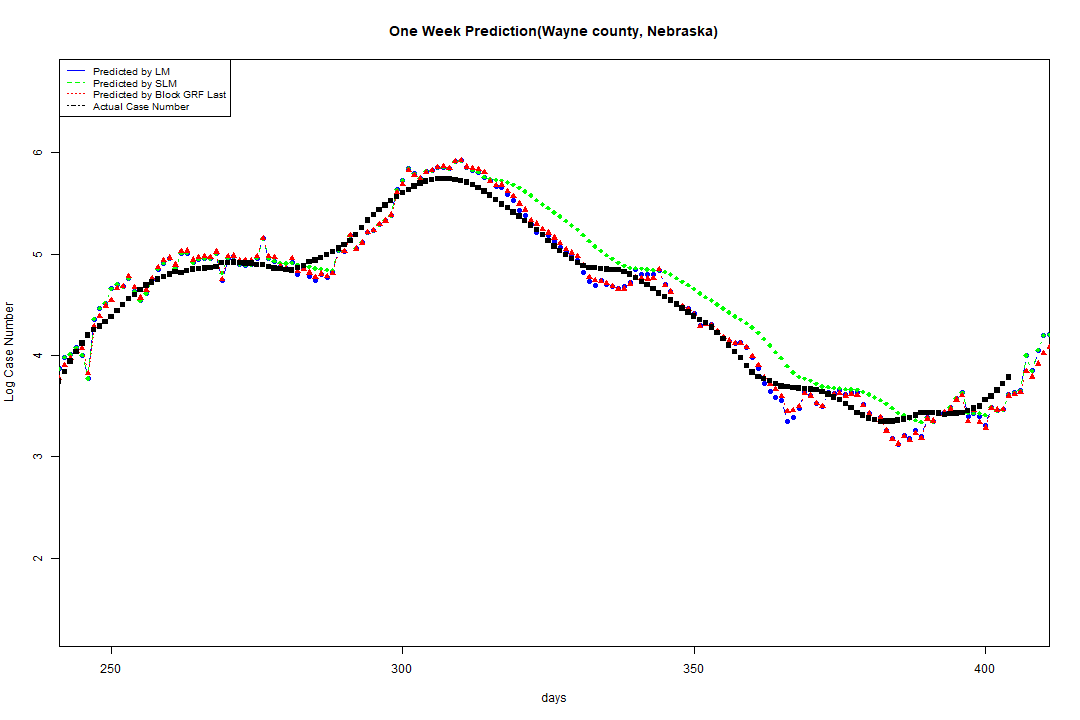 One Week Prediction(Wayne county, Nebraska)
Predicted by LM
Predicted by SLM
Predicted by Block GRF Last
Actual Case Number
6
5
4
3
2
Log Case Number
250 300 350 400
days